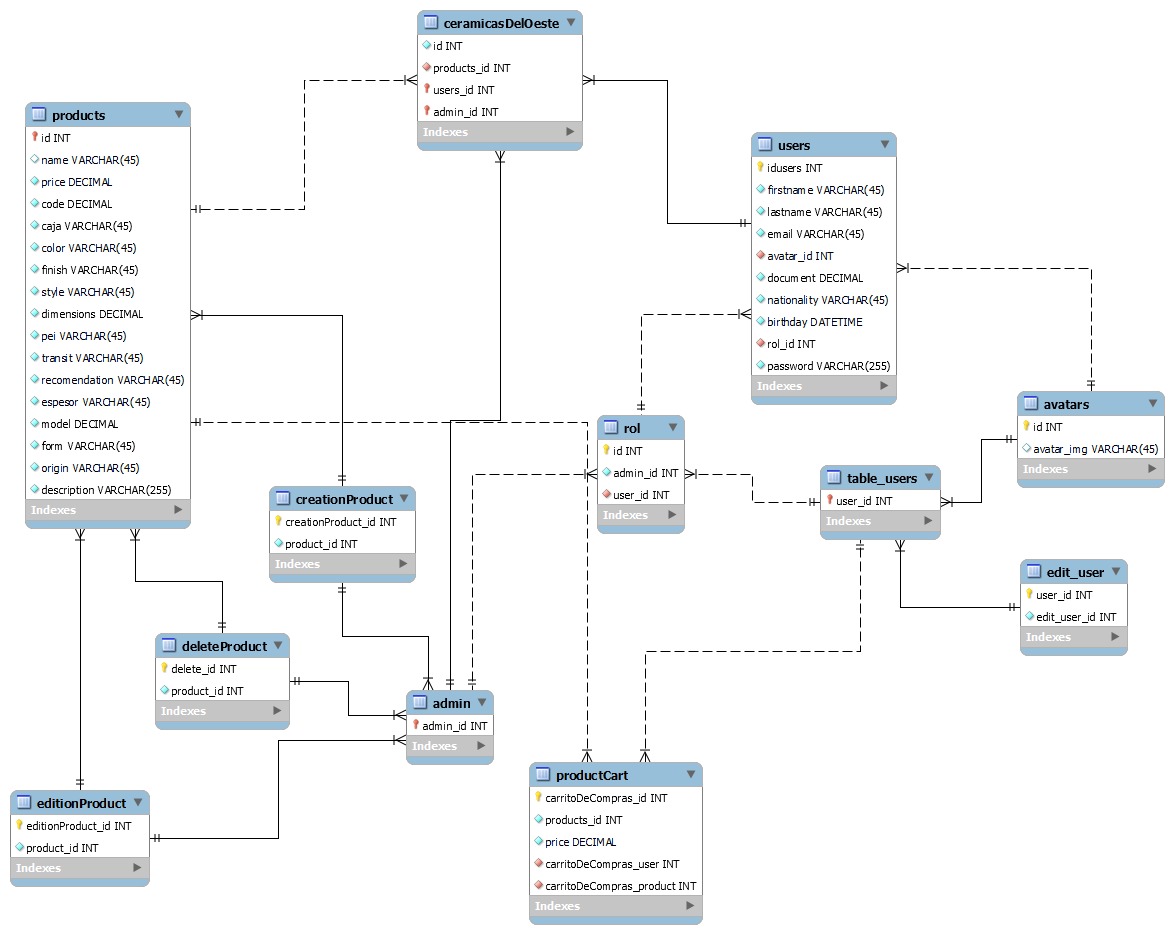 ceramicasDelOeste
id INT
products_id INT
users_id INT
admin_id INT
Indexes
products
id INT
name VARCHAR(45)
price DECIMAL
code DECIMAL
caja VARCHAR(45)
color VARCHAR(45)
finish VARCHAR(45)
style VARCHAR(45)
dimensions DECIMAL
pei VARCHAR(45)
transit VARCHAR(45)
recomendation VARCHAR(45)
espesor VARCHAR(45)
model DECIMAL
form VARCHAR(45)
origin VARCHAR(45)
description VARCHAR(255)
Indexes
users
idusers INT
firstname VARCHAR(45)
lastname VARCHAR(45)
email VARCHAR(45)
avatar_id INT
document DECIMAL
nationality VARCHAR(45)
birthday DATETIME
rol_id INT
password VARCHAR(255)
Indexes
avatars
id INT
avatar_img VARCHAR(45)
Indexes
rol
id INT
admin_id INT
user_id INT
Indexes
table_users
user_id INT
Indexes
creationProduct
creationProduct_id INT
product_id INT
Indexes
edit_user
user_id INT
edit_user_id INT
Indexes
deleteProduct
delete_id INT
product_id INT
Indexes
admin
admin_id INT
Indexes
editionProduct
editionProduct_id INT
product_id INT
Indexes
productCart
carritoDeCompras_id INT
products_id INT
price DECIMAL
carritoDeCompras_user INT
carritoDeCompras_product INT
Indexes